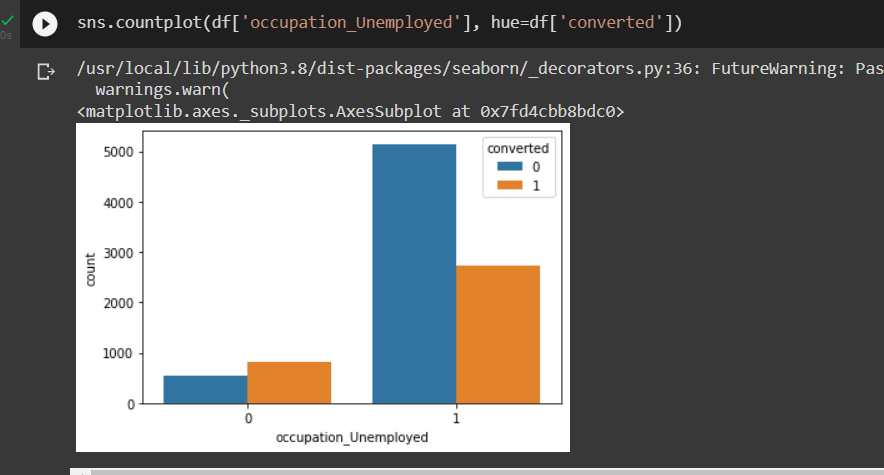 0s
sns.countplot(df['occupation_Unemployed'], hue=df['converted'])
/usr/local/lib/python3.8/dist-packages/seaborn/_decorators.py:36: FutureWarning: Pas
warnings.warn(
<matplotlib.axes._subplots.AxesSubplot at 0x7fd4cbb8bdc0>
converted
0
1
5000
4000
3000
2000
1000
0
count
0 1
occupation_Unemployed